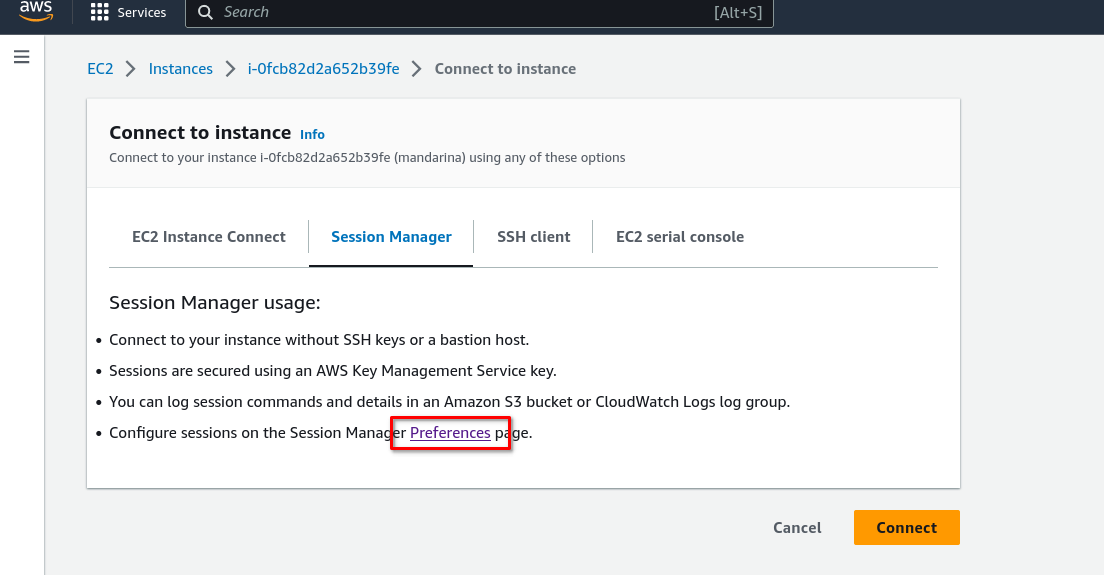 aws Services Search [Alt+S]
EC2 > Instances > i-0fcb82d2a652b39fe > Connect to instance
Connect to instance Info
Connect to your instance i-0fcb82d2a652b39fe (mandarina) using any of these options
EC2 Instance Connect Session Manager SSH client EC2 serial console
Session Manager usage:
• Connect to your instance without SSH keys or a bastion host.
• Sessions are secured using an AWS Key Management Service key.
• You can log session commands and details in an Amazon S3 bucket or CloudWatch Logs log group.
• Configure sessions on the Session Manager Preferences page.
Cancel Connect